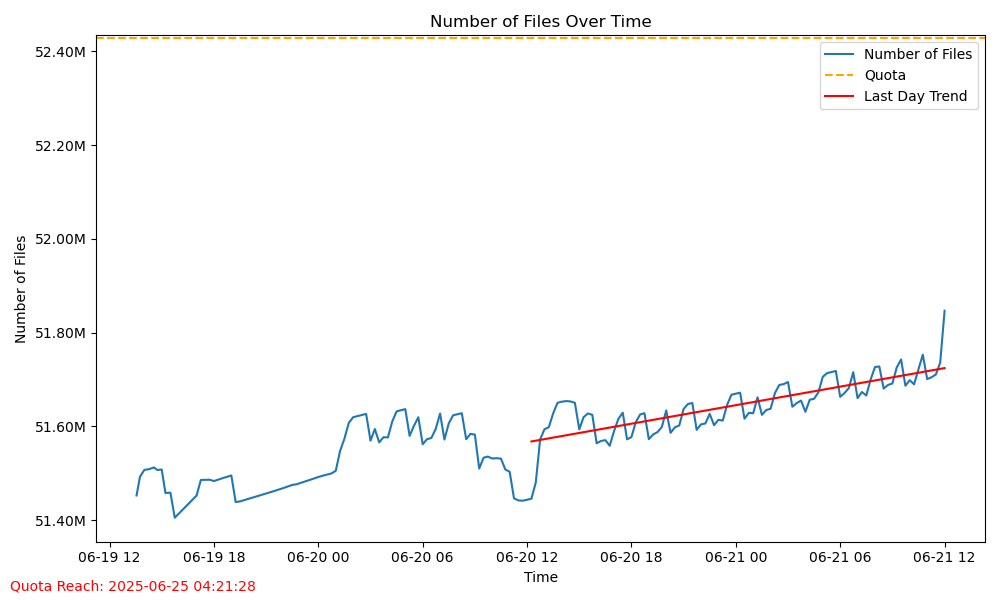 Number of Files Over Time
52.40M
52.20M
52.00M
51.80M
51.60M
51.40M
Number of Files
Number of Files
Quota
Last Day Trend
06-19 12
06-19 18
06-20 00
06-20 06
06-20 12
06-20 18
06-21 00
06-21 06
06-21 12
Time
Quota Reach: 2025-06-25 04:21:28